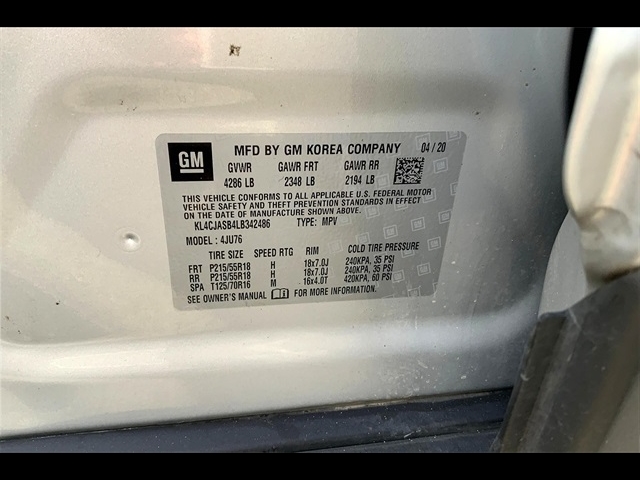 GM MFD BY GM KOREA COMPANY 04/20
GVWR GAWR FRT GAWR RR
4286 LB 2348 LB 2194 LB
THIS VEHICLE CONFORMS TO ALL APPLICABLE U.S. FEDERAL MOTOR
VEHICLE SAFETY, BUMPER, AND THEFT PREVENTION STANDARDS IN EFFECT
ON THE DATE OF MANUFACTURE SHOWN ABOVE.
KL4CJASB4LB342486 TYPE: MPV
MODEL: 4JU76
TIRE SIZE SPEED RTG RIM COLD TIRE PRESSURE
FRT P215/55R18 H 18x7.0J 240KPA, 35 PSI
RR P215/55R18 H 18x7.0J 240KPA, 35 PSI
SPA T125/70R16 M 16x4.0T 420KPA, 60 PSI
SEE OWNER'S MANUAL FOR MORE INFORMATION.